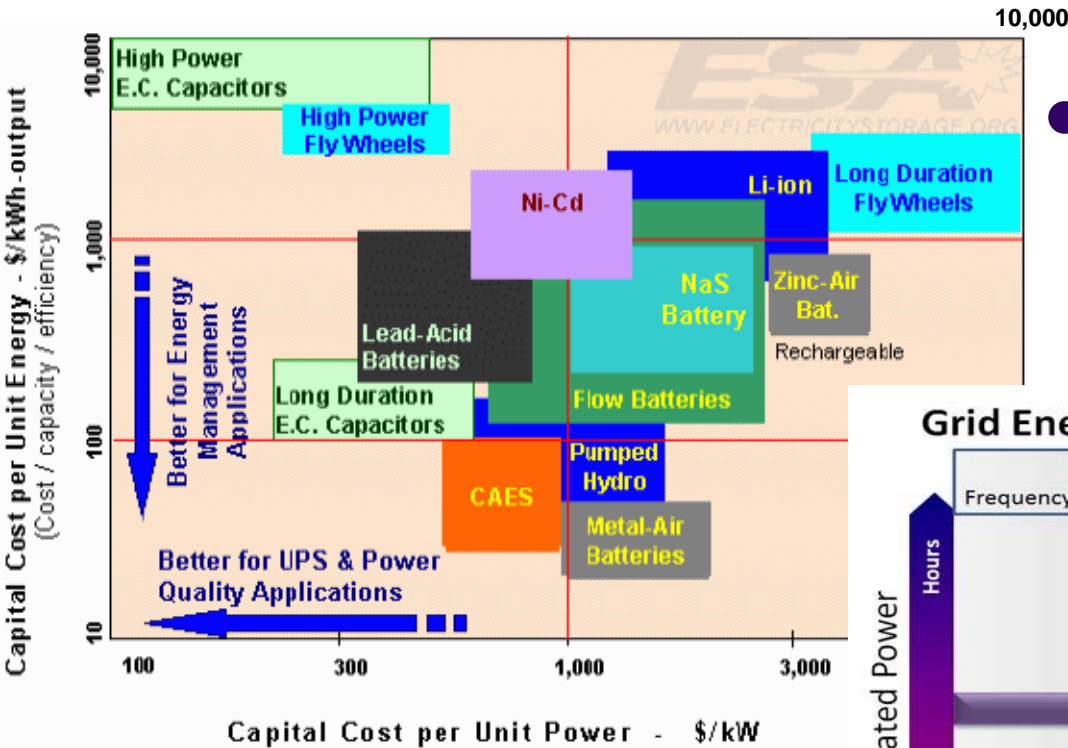 10,000
High Power
E.C. Capacitors
High Power
Fly Wheels
ESA
WWW.ELECTRICITYSTORAGE.ORG
Li-ion
Long Duration
Fly Wheels
Ni-Cd
NaS
Battery
Zinc-Air
Bat.
Rechargeable
Lead-Acid
Batteries
Flow Batteries
Long Duration
E.C. Capacitors
Pumped
Hydro
CAES
Metal-Air
Batteries
Better for Energy
Management
Applications
Better for UPS & Power
Quality Applications
Capital Cost per Unit Energy - $/kWh-output
(Cost / capacity / efficiency)
10,000
1,000
100
10
100
300
1,000
3,000
Capital Cost per Unit Power - $/kW
Grid Ene
Frequency
Hours
ated Power